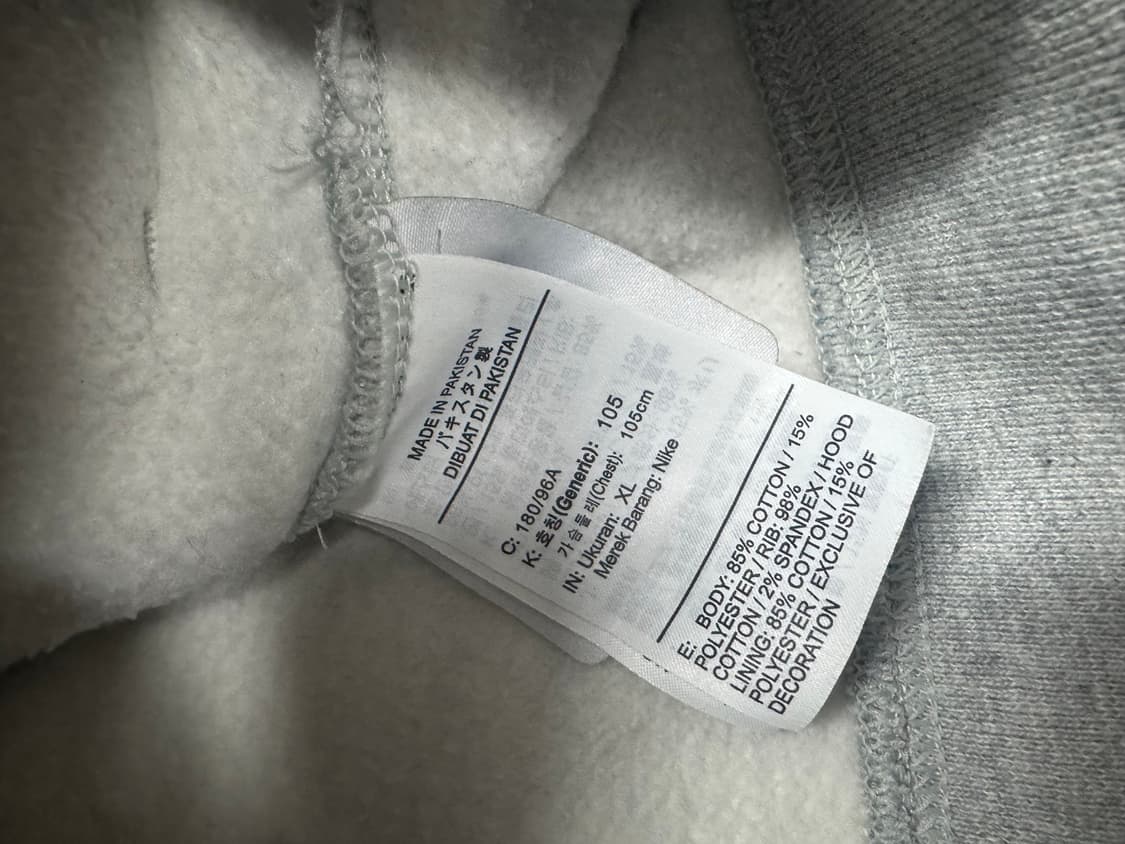 MADE IN PAKISTAN
パキスタン製
DIBUAT DI PAKISTAN
C: 180/96A
K: 호칭(Generic): 105
가슴둘레(Chest): 105cm
IN: Ukuran: XL
Merek Barang: Nike
E: BODY: 85% COTTON / 15%
POLYESTER / RIB: 98%
COTTON / 2% SPANDEX / HOOD
LINING: 85% COTTON / 15%
POLYESTER / EXCLUSIVE OF
DECORATION